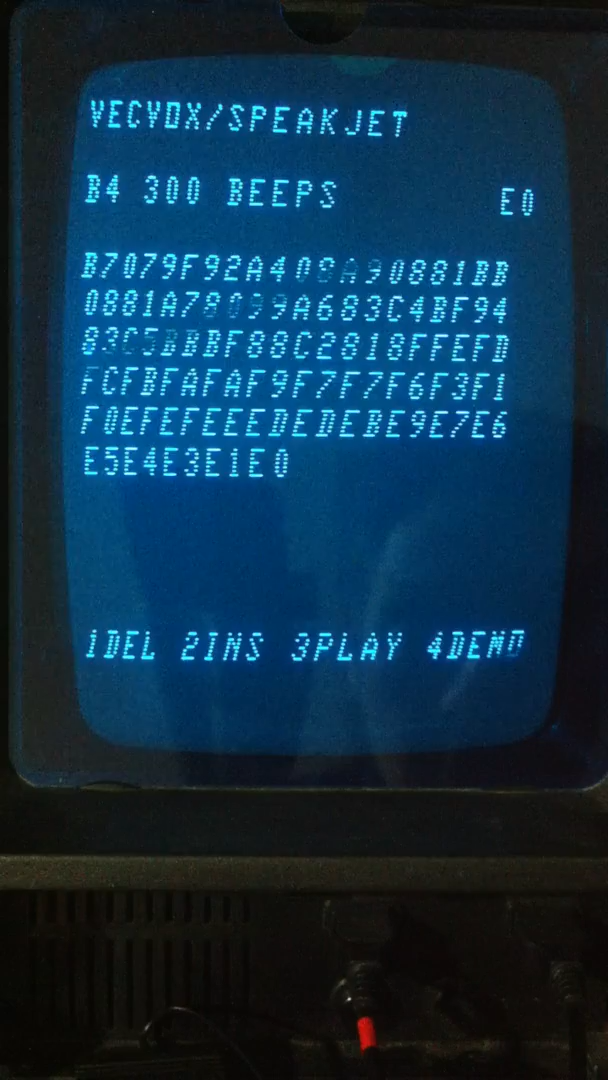 VECVOX/SPEAKJET
B4 300 BEEPS E0
B7079F92A408A90881BB
0881A78099A683C4BF94
83C5BBBF88C2818FFEFD
FCFBFAFAF9F7F7F6F3F1
F0EFEFEEEDEDEBE9E7E6
E5E4E3E1E0
1DEL 2INS 3PLAY 4DEMO